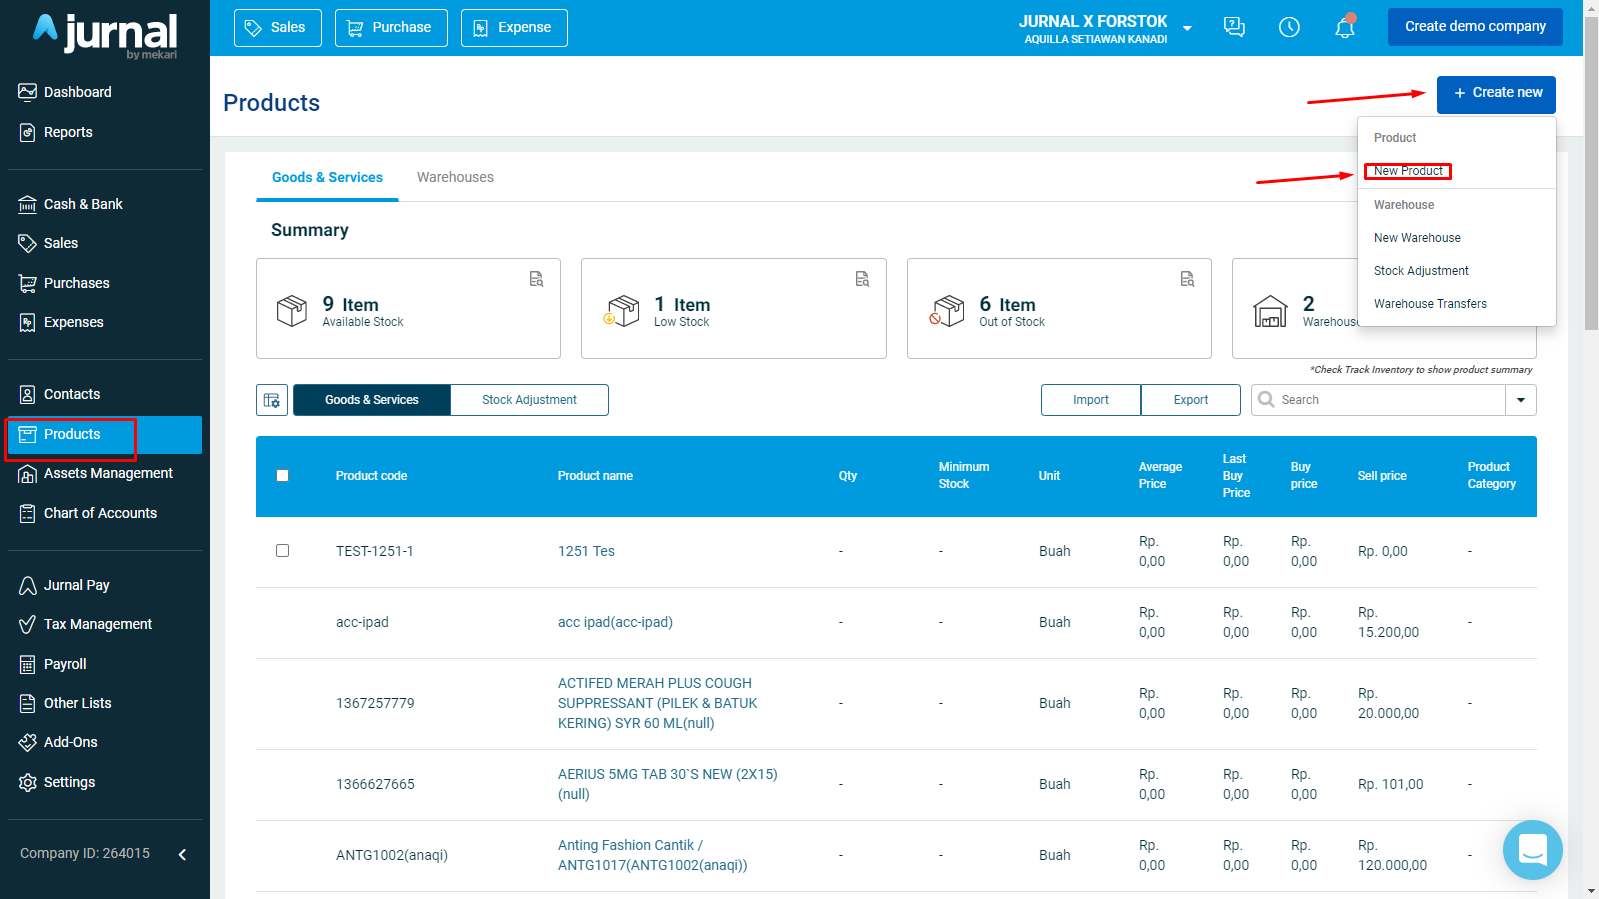 jurnal
by mekari
Dashboard
Reports
Cash & Bank
Sales
Purchases
Expenses
Contacts
Products
Assets Management
Chart of Accounts
Jurnal Pay
Tax Management
Payroll
Other Lists
Add-Ons
Settings
Company ID: 264015
Sales
Purchase
Expense
JURNAL X FORSTOK
AQUILLA SETIAWAN KANADI
Create demo company
Products
+ Create new
Product
New Product
Warehouse
New Warehouse
Stock Adjustment
Warehouse Transfers
Goods & Services
Warehouses
Summary
9 Item
Available Stock
1 Item
Low Stock
6 Item
Out of Stock
2
Warehouse
*Check Track Inventory to show product summary
Goods & Services
Stock Adjustment
Import
Export
Search
Product code
Product name
Qty
Minimum
Stock
Unit
Average
Price
Last
Buy
Price
Buy
price
Sell price
Product
Category
TEST-1251-1
1251 Tes
-
-
Buah
Rp.
0,00
Rp.
0,00
Rp.
0,00
Rp. 0,00
-
acc-ipad
acc ipad(acc-ipad)
-
-
Buah
Rp.
0,00
Rp.
0,00
Rp.
0,00
Rp.
15.200,00
-
1367257779
ACTIFED MERAH PLUS COUGH
SUPPRESSANT (PILEK & BATUK
KERING) SYR 60 ML(null)
-
-
Buah
Rp.
0,00
Rp.
0,00
Rp.
0,00
Rp.
20.000,00
-
1366627665
AERIUS 5MG TAB 30`S NEW (2X15)
(null)
-
-
Buah
Rp.
0,00
Rp.
0,00
Rp.
0,00
Rp. 101,00
-
ANTG1002(anaqi)
Anting Fashion Cantik /
ANTG1017(ANTG1002(anaqi))
-
-
Buah
Rp.
0,00
Rp.
0,00
Rp.
0,00
Rp.
120.000,00
-